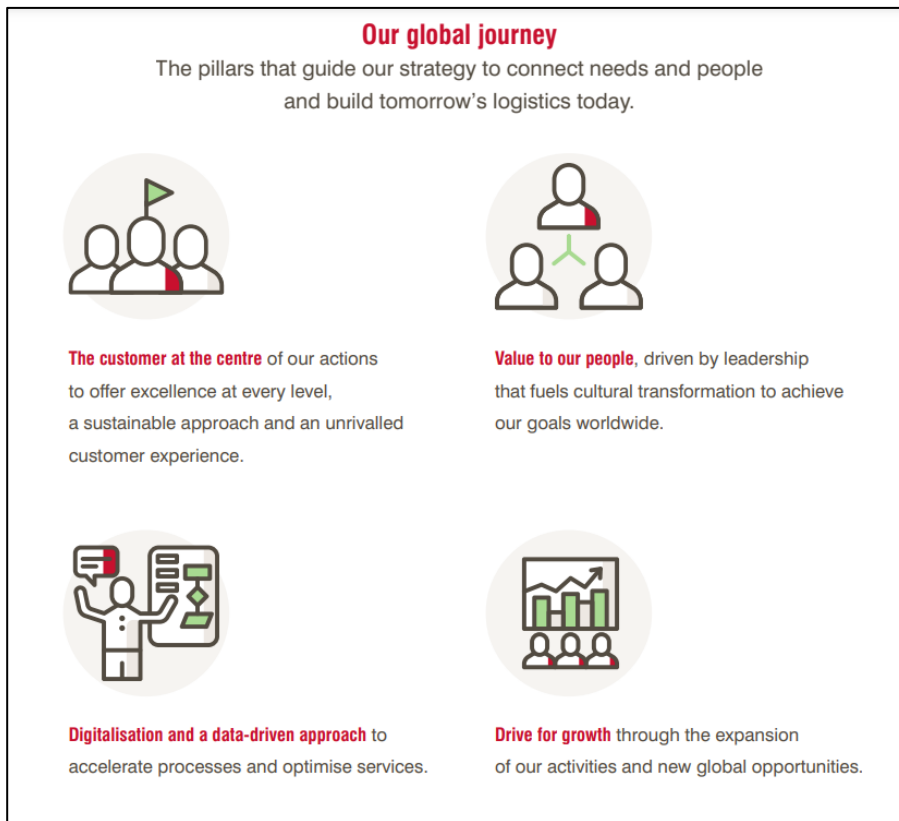 Our global journey
The pillars that guide our strategy to connect needs and people
and build tomorrow’s logistics today.
The customer at the centre of our actions
to offer excellence at every level,
a sustainable approach and an unrivalled
customer experience.
Value to our people, driven by leadership
that fuels cultural transformation to achieve
our goals worldwide.
Digitalisation and a data-driven approach to
accelerate processes and optimise services.
Drive for growth through the expansion
of our activities and new global opportunities.